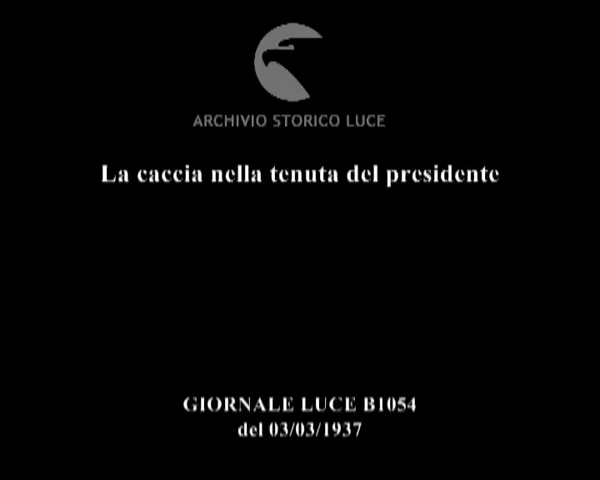 ARCHIVIO STORICO LUCE
La caccia nella tenuta del presidente
GIORNALE LUCE B1054
del 03/03/1937